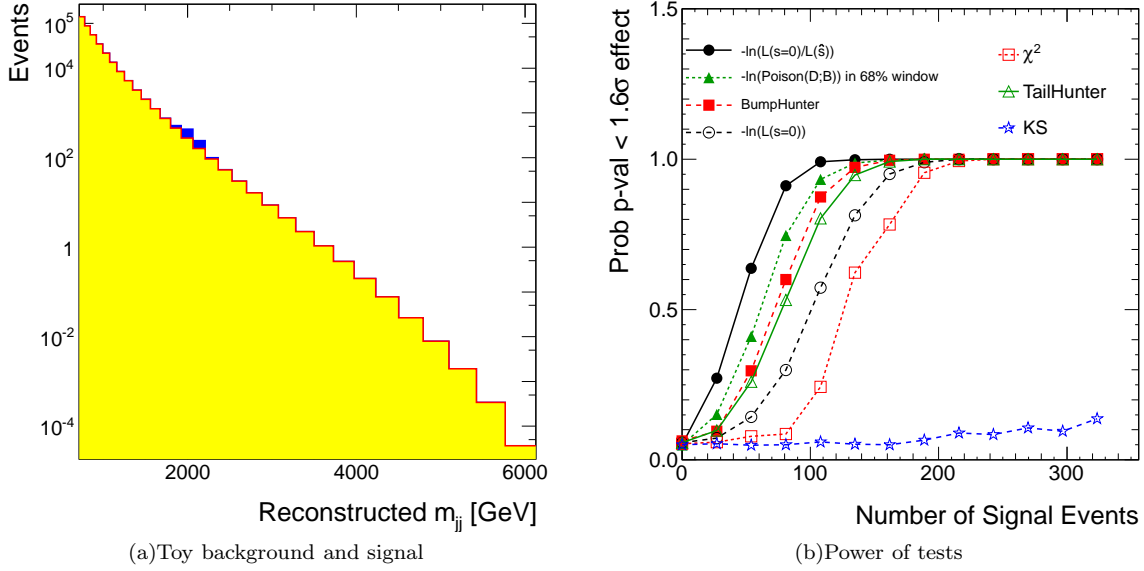 Events
10^5
10^4
10^3
10^2
1
10^-2
10^-4
2000 4000 6000
Reconstructed m_jj [GeV]
(a)Toy background and signal
Prob p-val < 1.6σ effect
1.5
1.0
0.5
0.0
-ln(L(s=0)/L(ŝ))
-ln(Poison(D;B)) in 68% window
BumpHunter
-ln(L(s=0))
χ²
TailHunter
KS
0 100 200 300
Number of Signal Events
(b)Power of tests